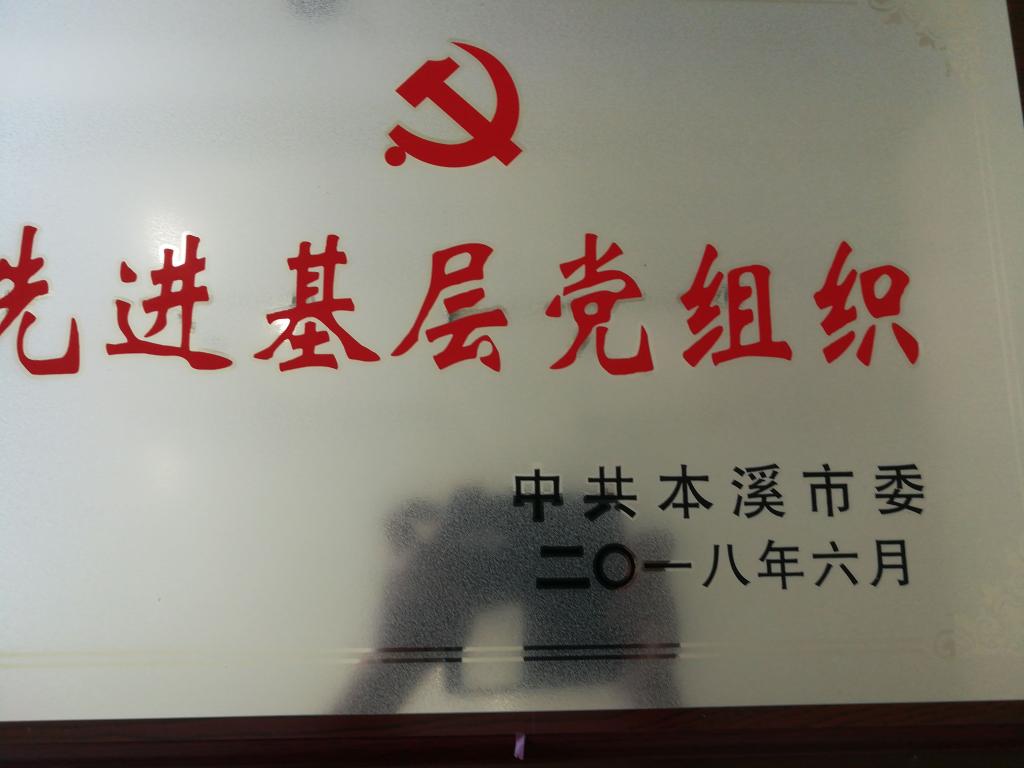 先进基层党组织
中共本溪市委
二〇一八年六月